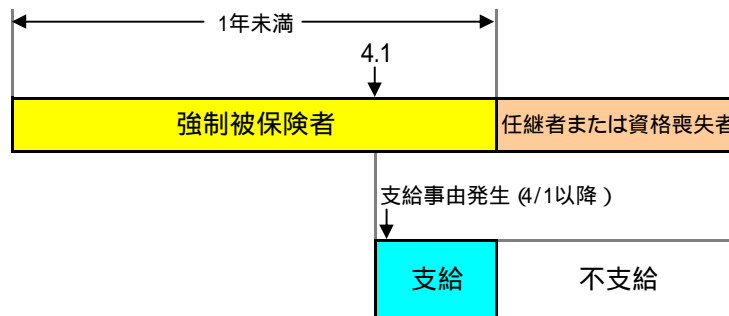 1年未満
4.1
強制被保険者
任継者または資格喪失者
支給事由発生（4/1以降）
支給
不支給